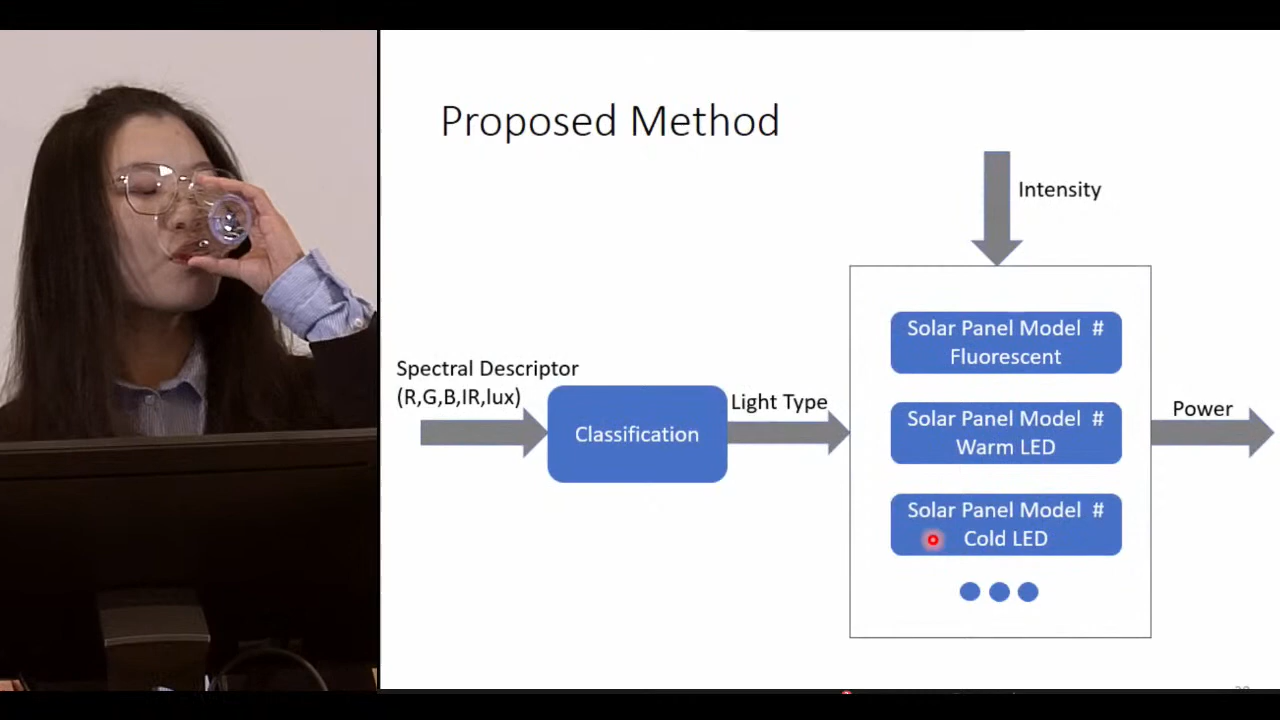 Proposed Method
Intensity
Spectral Descriptor
(R,G,B,IR,lux)
Classification
Light Type
Solar Panel Model #
Fluorescent
Solar Panel Model #
Warm LED
Solar Panel Model #
Cold LED
Power